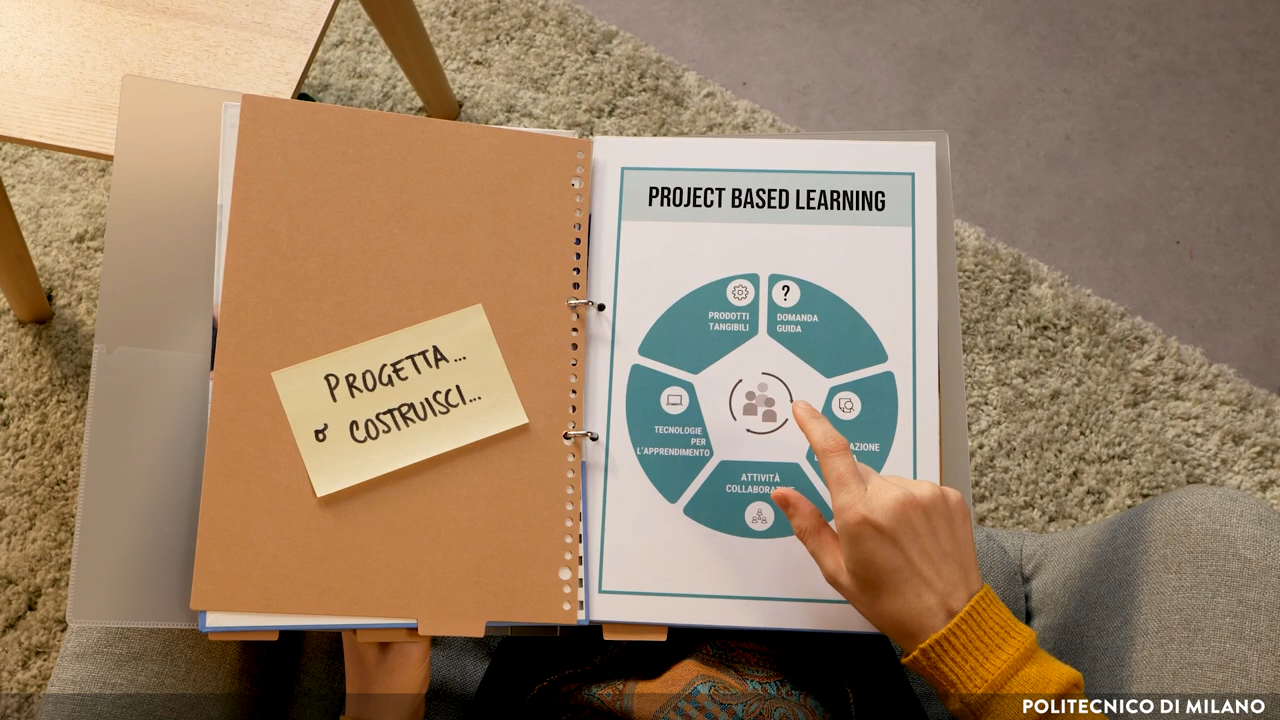 PROGETTA...
o COSTRUISCI...
PROJECT BASED LEARNING
PRODOTTI
TANGIBILI
?
DOMANDA
GUIDA
TECNOLOGIE
PER
L'APPRENDIMENTO
ATTIVITÀ
POLITECNICO DI MILANO